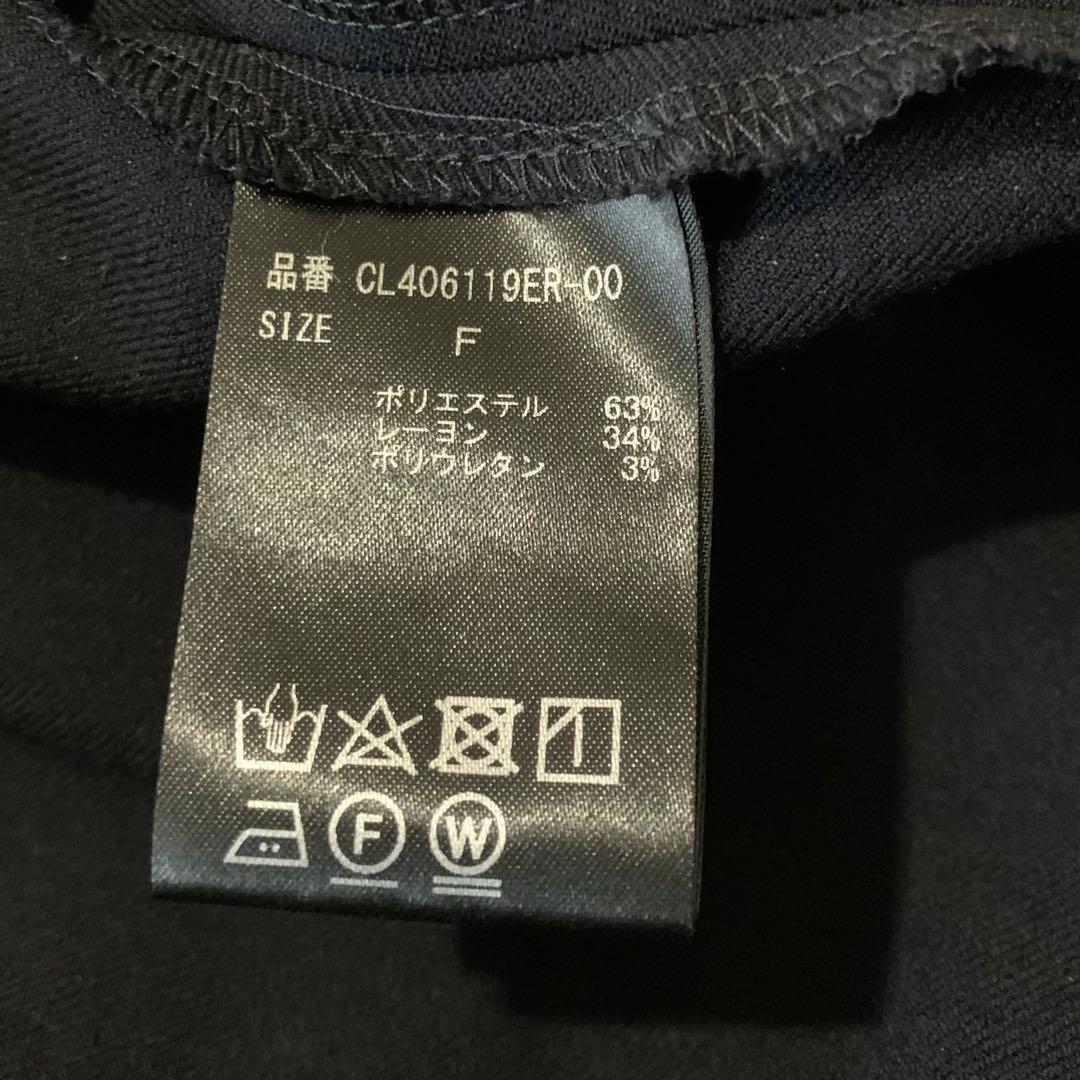 品番 CL406119ER-00
SIZE F
ポリエステル 63%
レーヨン 34%
ポリウレタン 3%
F W